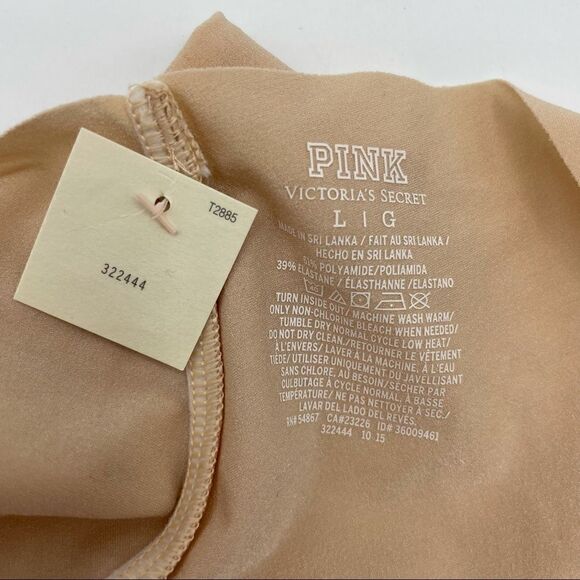 T2885
322444
PINK
VICTORIA'S SECRET
L | G
MADE IN SRI LANKA / FAIT AU SRI LANKA /
HECHO EN SRI LANKA
61% POLYAMIDE/POLIAMIDA
39% ELASTANE / ÉLASTHANNE /ELASTANO
TURN INSIDE OUT/ MACHINE WASH WARM/
ONLY NON-CHLORINE BLEACH WHEN NEEDED/
TUMBLE DRY NORMAL CYCLE LOW HEAT/
DO NOT DRY CLEAN./RETOURNER LE VÊTEMENT
À L'ENVERS/ LAVER À LA MACHINE, À L'EAU
TIÈDE/ UTILISER UNIQUEMENT DU JAVELLISANT
SANS CHLORE, AU BESOIN/SÉCHER PAR
CULBUTAGE À CYCLE NORMAL, À BASSE
TEMPÉRATURE/ NE PAS NETTOYER À SEC./
LAVAR DEL LADO DEL REVÉS.
RN# 54867 CA#23226 ID# 36009461
322444 10 15